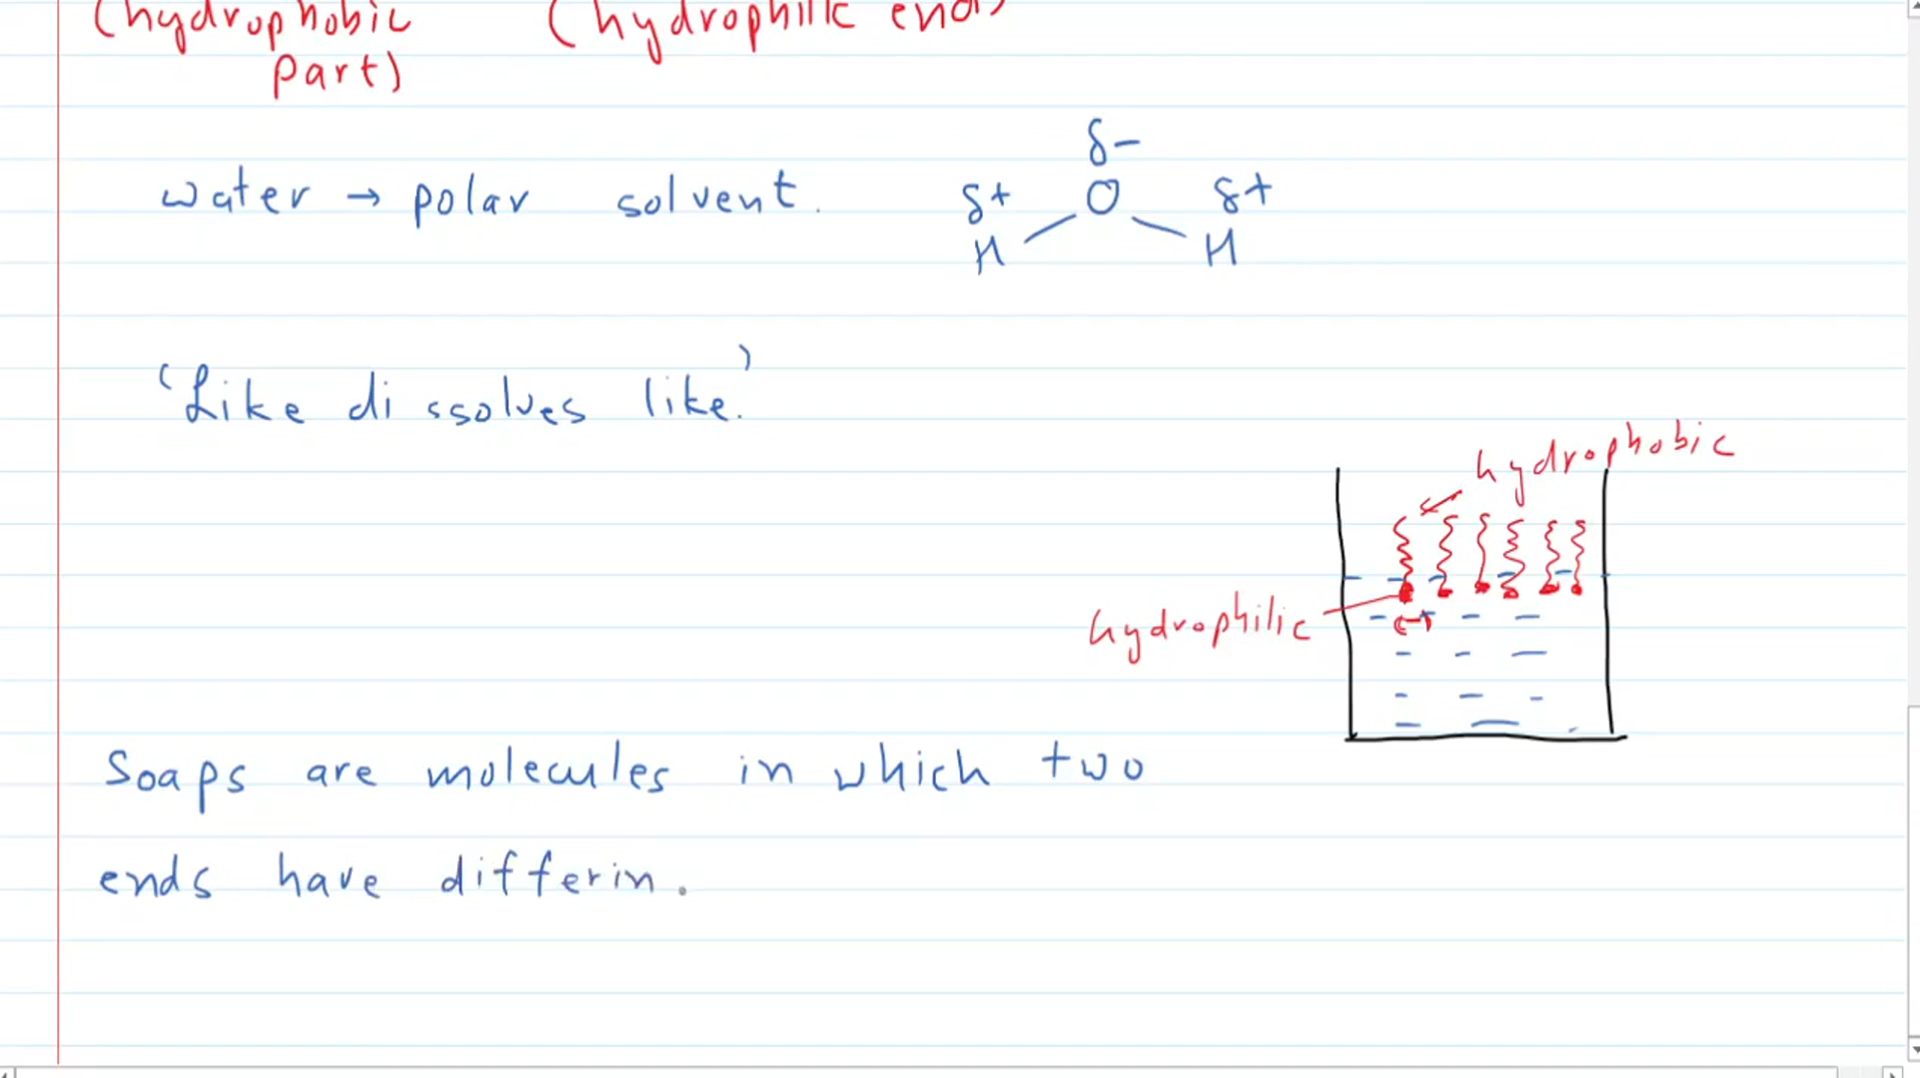 (hydrophobic (hydrophilic end)
part)
water → polar solvent.
δ-
δ+ O δ+
H H
'Like dissolves like.'
hydrophobic
hydrophilic
Soaps are molecules in which two
ends have differin.